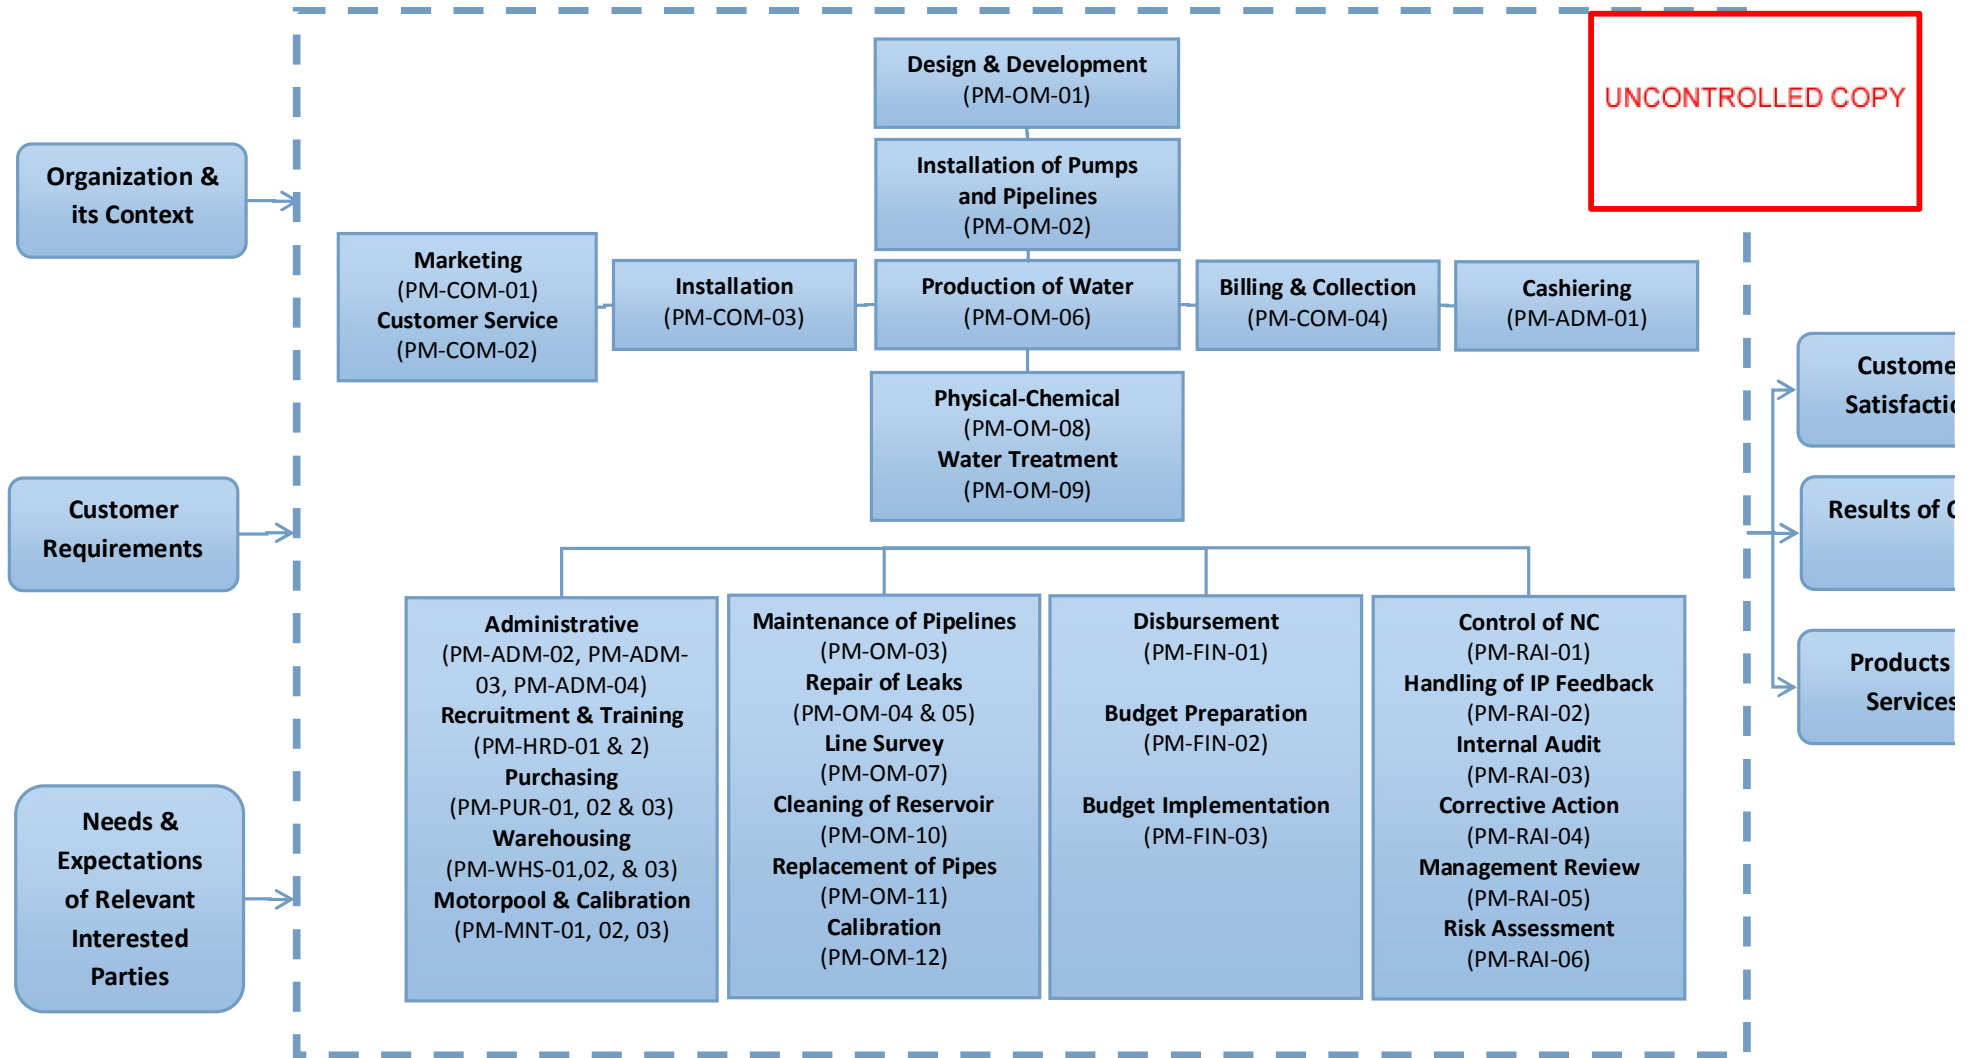 UNCONTROLLED COPY
Design & Development
(PM-OM-01)
Installation of Pumps
and Pipelines
(PM-OM-02)
Organization &
its Context
Marketing
(PM-COM-01)
Customer Service
(PM-COM-02)
Installation
(PM-COM-03)
Production of Water
(PM-OM-06)
Billing & Collection
(PM-COM-04)
Cashiering
(PM-ADM-01)
Physical-Chemical
(PM-OM-08)
Water Treatment
(PM-OM-09)
Customer
Requirements
Needs &
Expectations
of Relevant
Interested
Parties
Administrative
(PM-ADM-02, PM-ADM-
03, PM-ADM-04)
Recruitment & Training
(PM-HRD-01 & 2)
Purchasing
(PM-PUR-01, 02 & 03)
Warehousing
(PM-WHS-01,02, & 03)
Motorpool & Calibration
(PM-MNT-01, 02, 03)
Maintenance of Pipelines
(PM-OM-03)
Repair of Leaks
(PM-OM-04 & 05)
Line Survey
(PM-OM-07)
Cleaning of Reservoir
(PM-OM-10)
Replacement of Pipes
(PM-OM-11)
Calibration
(PM-OM-12)
Disbursement
(PM-FIN-01)
Budget Preparation
(PM-FIN-02)
Budget Implementation
(PM-FIN-03)
Control of NC
(PM-RAI-01)
Handling of IP Feedback
(PM-RAI-02)
Internal Audit
(PM-RAI-03)
Corrective Action
(PM-RAI-04)
Management Review
(PM-RAI-05)
Risk Assessment
(PM-RAI-06)
Custome
Satisfactio
Results of
Products
Services